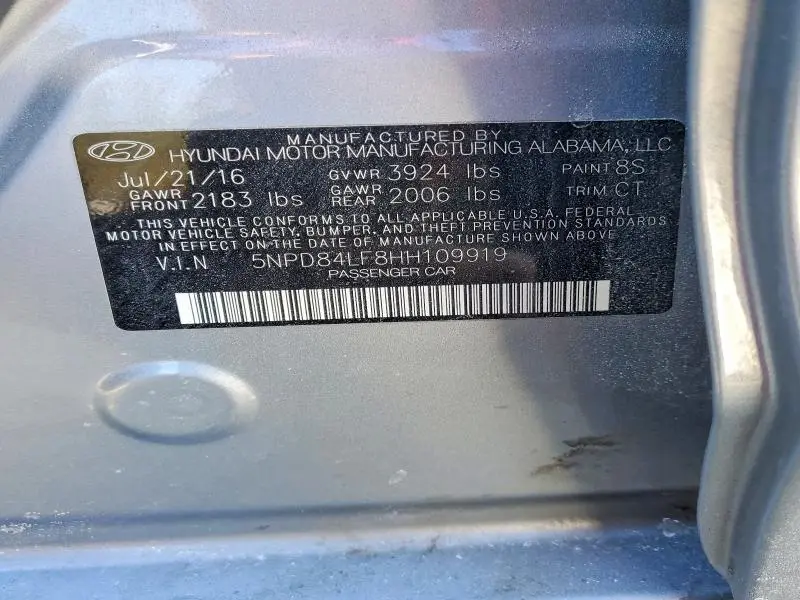 MANUFACTURED BY
HYUNDAI MOTOR MANUFACTURING ALABAMA, LLC
Jul/21/16 GVWR 3924 lbs PAINT 8S
GAWR FRONT 2183 lbs GAWR REAR 2006 lbs TRIM CT
THIS VEHICLE CONFORMS TO ALL APPLICABLE U.S.A. FEDERAL
MOTOR VEHICLE SAFETY, BUMPER, AND THEFT PREVENTION STANDARDS
IN EFFECT ON THE DATE OF MANUFACTURE SHOWN ABOVE
V.I.N 5NPD84LF8HH109919
PASSENGER CAR